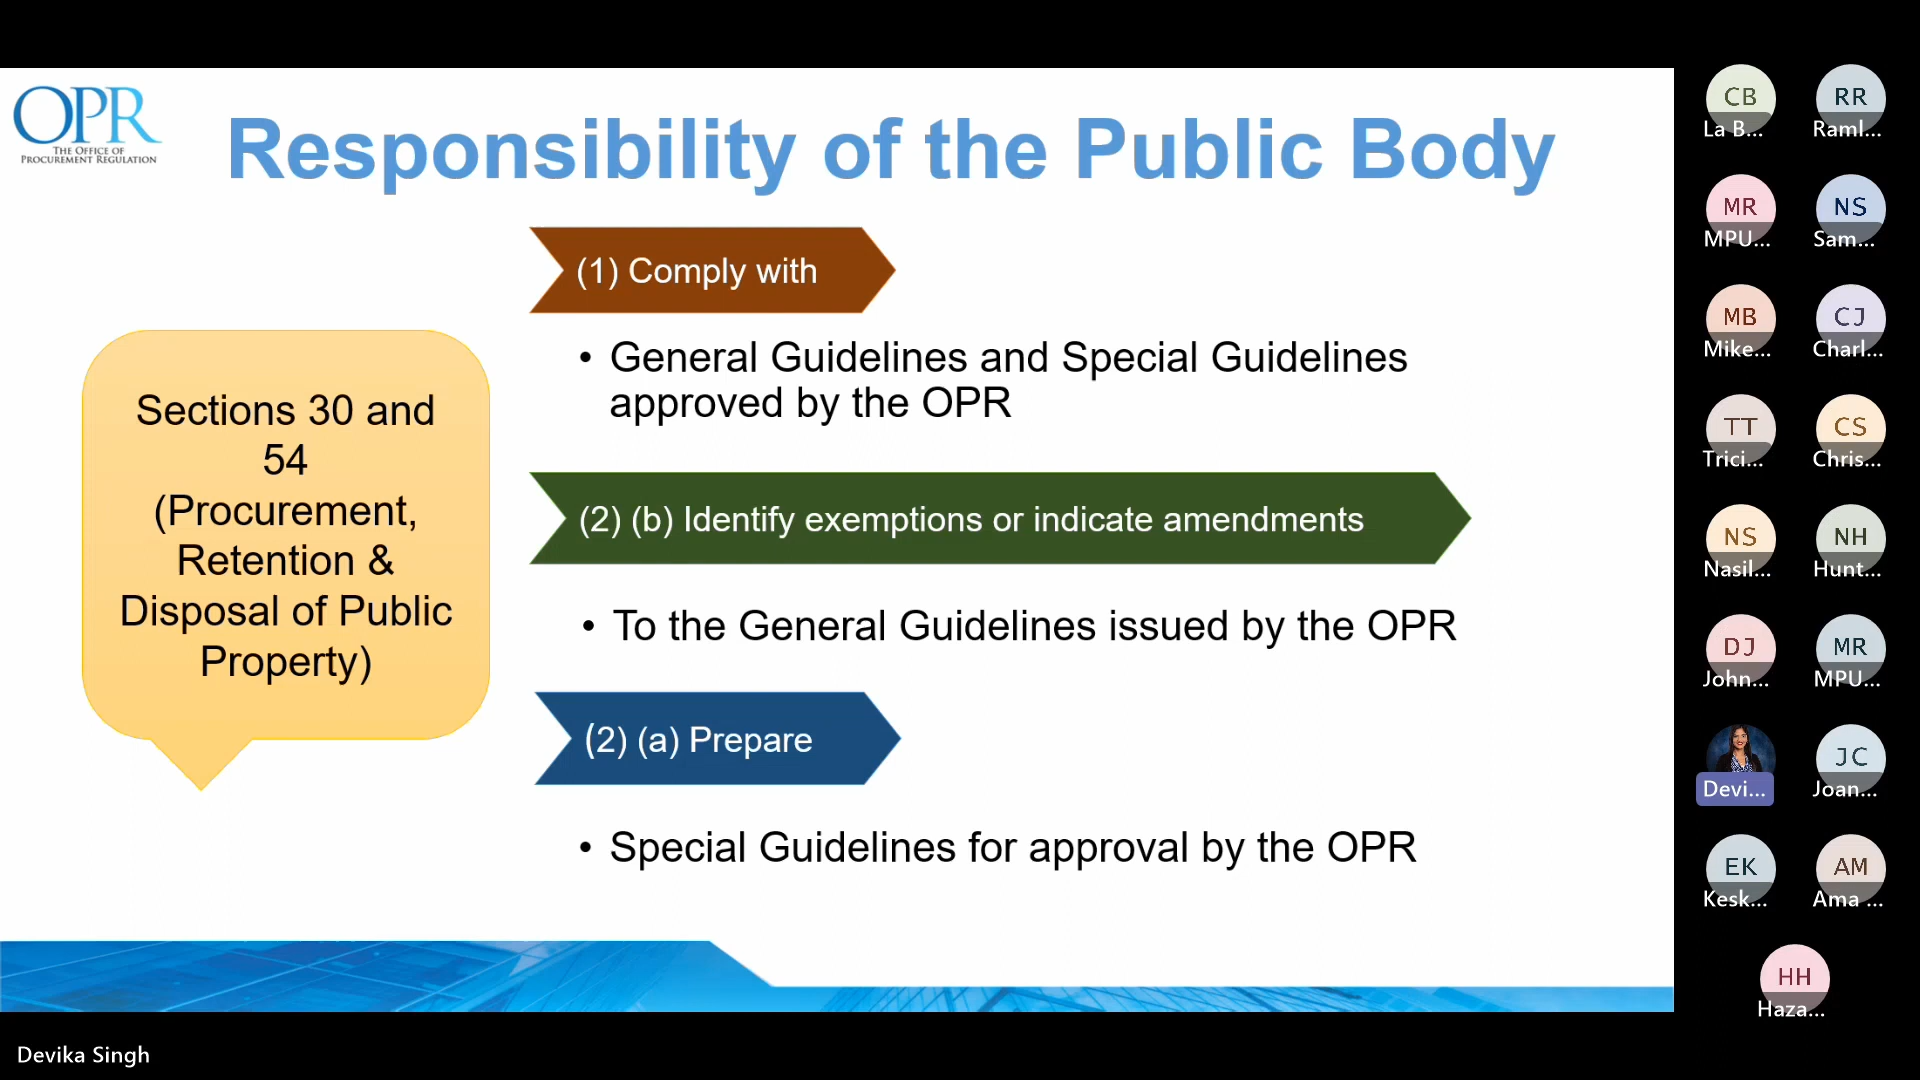 OPR
THE OFFICE OF
PROCUREMENT REGULATION
Responsibility of the Public Body
Sections 30 and
54
(Procurement,
Retention &
Disposal of Public
Property)
(1) Comply with
• General Guidelines and Special Guidelines
approved by the OPR
(2) (b) Identify exemptions or indicate amendments
• To the General Guidelines issued by the OPR
(2) (a) Prepare
• Special Guidelines for approval by the OPR
CB
La B...
RR
Raml...
MR
MPU...
NS
Sam...
MB
Mike...
CJ
Charl...
TT
Trici...
CS
Chris...
NS
Nasil...
NH
Hunt...
DJ
John...
MR
MPU...
Devi...
JC
Joan...
EK
Kesk...
AM
Ama ...
HH
Haza...
Devika Singh